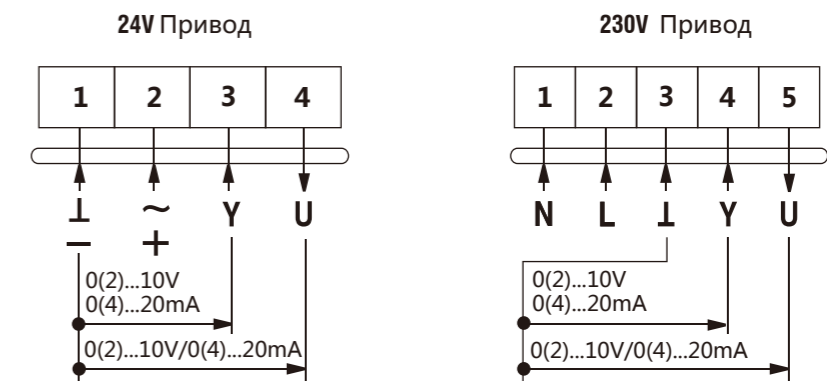 24V Привод
1 2 3 4
⊥ ~ Y U
− +
0(2)...10V
0(4)...20mA
0(2)...10V/0(4)...20mA
230V Привод
1 2 3 4 5
N L ⊥ Y U
0(2)...10V
0(4)...20mA
0(2)...10V/0(4)...20mA